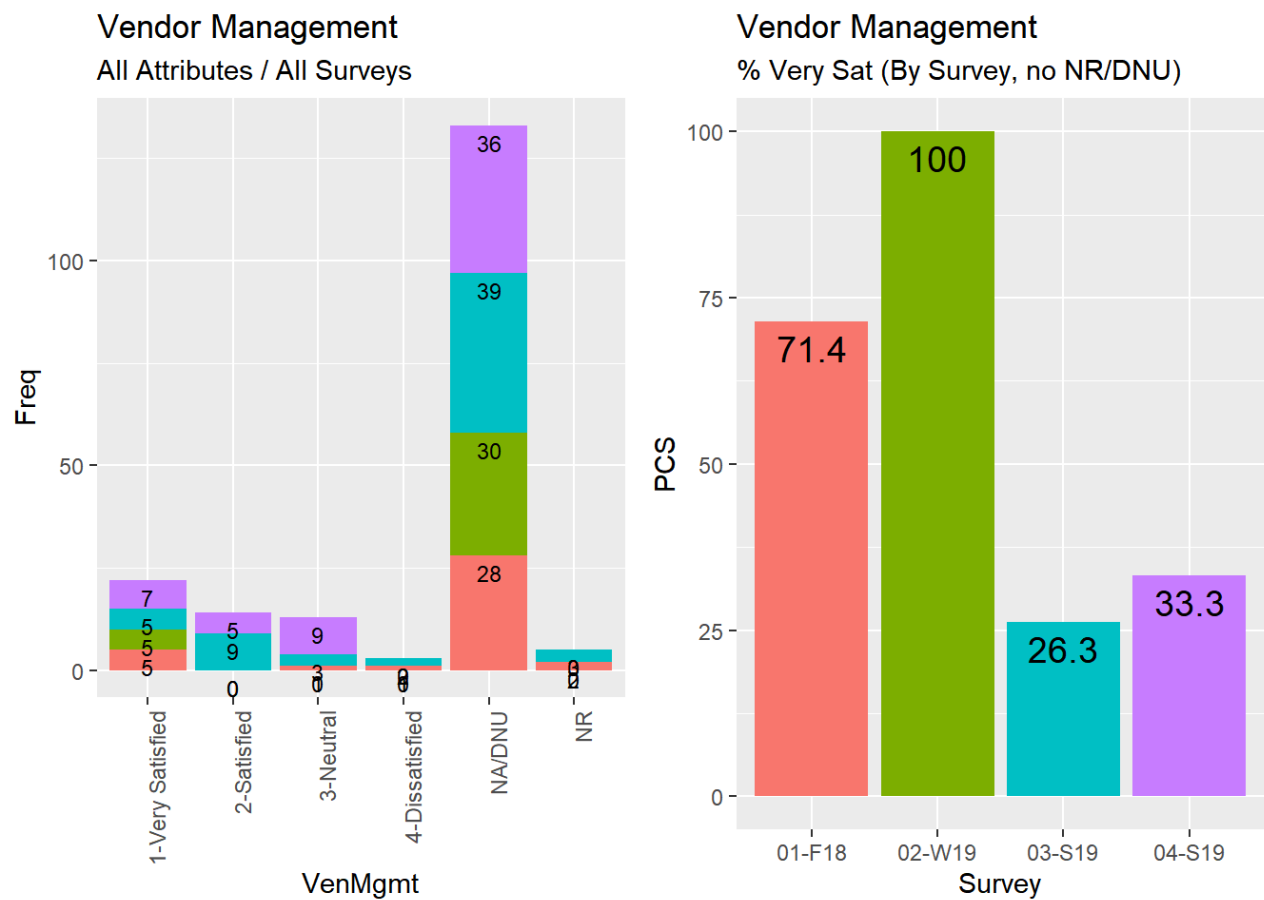 Vendor Management
All Attributes / All Surveys
Freq
100
50
0
36
39
30
28
7
5
5
5
5
9
0
9
3
1-Very Satisfied
2-Satisfied
3-Neutral
4-Dissatisfied
NA/DNU
NR
VenMgmt
Vendor Management
% Very Sat (By Survey, no NR/DNU)
PCS
100
75
50
25
0
71.4
100
26.3
33.3
01-F18
02-W19
03-S19
04-S19
Survey